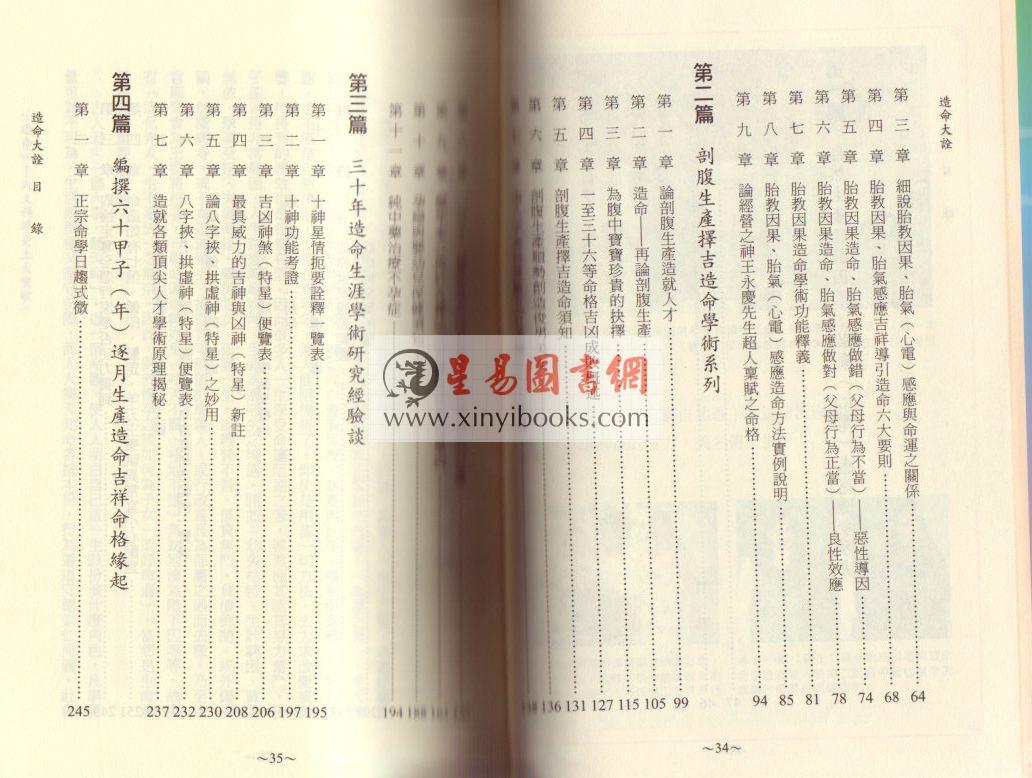 造命大詮
第三章 細說胎教因果、胎氣（心電）感應與命運之關係 64
第四章 胎教因果、胎氣感應吉祥導引造命六大要則 68
第五章 胎教因果造命、胎氣感應做錯（父母行為不當）——惡性導因 74
第六章 胎教因果造命、胎氣感應做對（父母行為正當）——良性效應 78
第七章 胎教因果造命學術功能釋義 81
第八章 胎教因果、胎氣（心電）感應造命方法實例說明 85
第九章 論經營之神王永慶先生超人稟賦之命格 94
第二篇 剖腹生產擇吉造命學術系列
第一章 論剖腹生產造就人才 99
第二章 造命——再論剖腹生產 105
第三章 為腹中寶寶珍貴的抉擇 115
第四章 一至三十六等命格吉凶成 127
第五章 剖腹生產擇吉造命須知 131
第六章 剖腹生產順勢創造 136
～34～
第十一章 純中藥治療不孕症 194
第三篇 三十年造命生涯學術研究經驗談
第一章 十神星情扼要詮釋一覽表 195
第二章 十神功能考證 197
第三章 吉凶神煞（特星）便覽表 206
第四章 最具威力的吉神與凶神（特星）新註 208
第五章 論八字挾、拱虛神（特星）之妙用 230
第六章 八字挾、拱虛神（特星）便覽表 232
第七章 造就各類頂尖人才學術原理揭秘 237
第四篇 編撰六十甲子（年）逐月生產造命吉祥命格緣起
第一章 正宗命學日趨式微 245
造命大詮 目錄
～35～
星易圖書網
www.xinyibooks.com